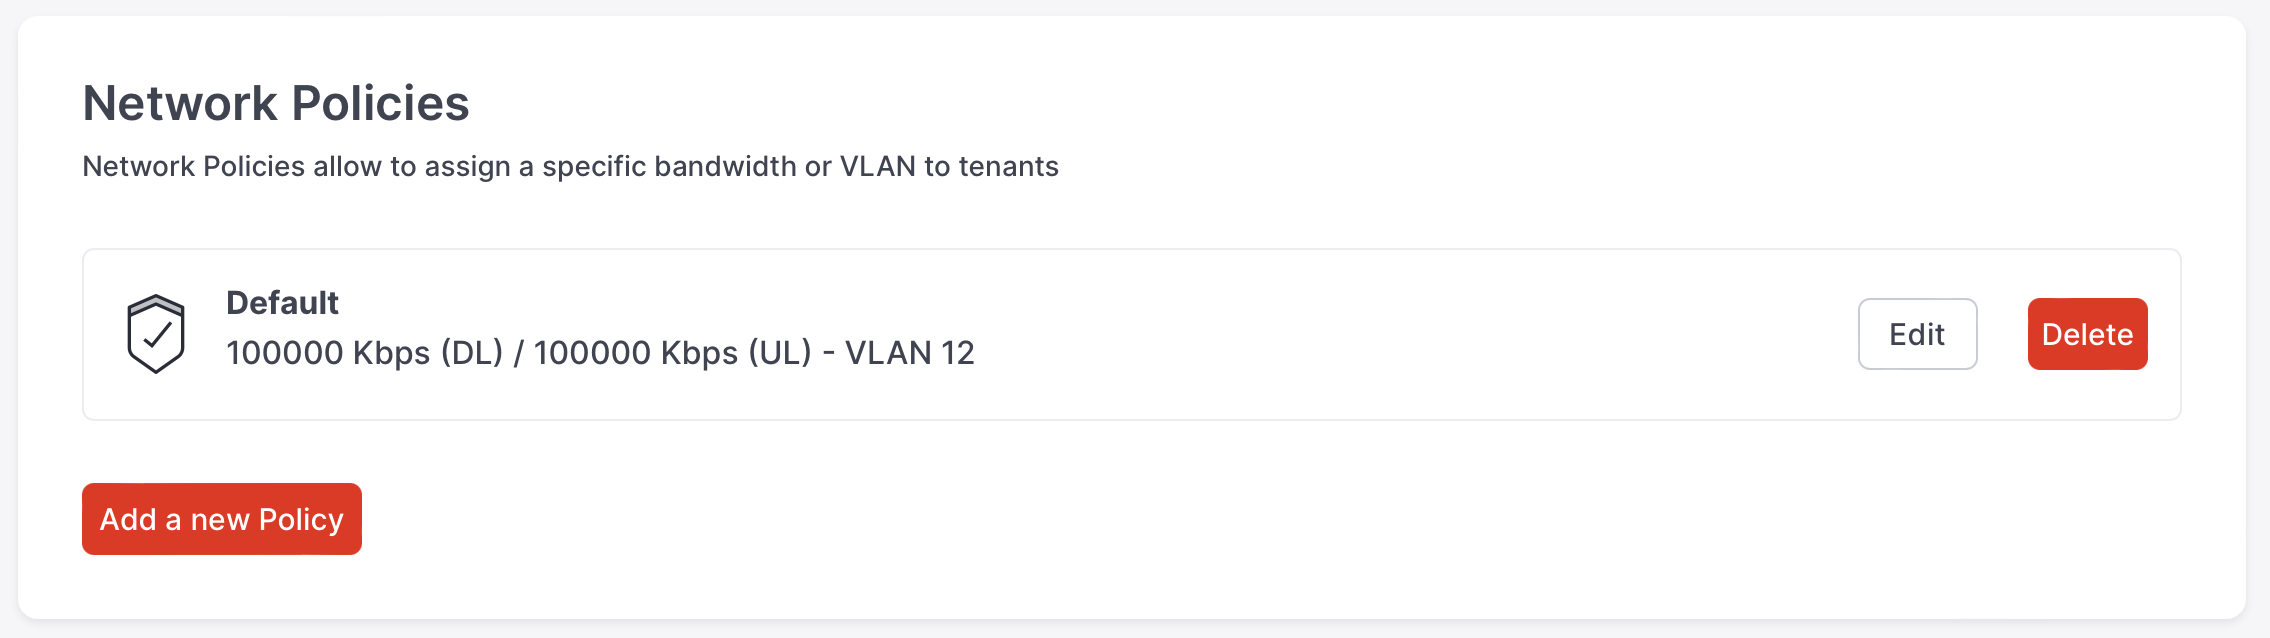 Network Policies
Network Policies allow to assign a specific bandwidth or VLAN to tenants
Default
100000 Kbps (DL) / 100000 Kbps (UL) - VLAN 12
Edit
Delete
Add a new Policy